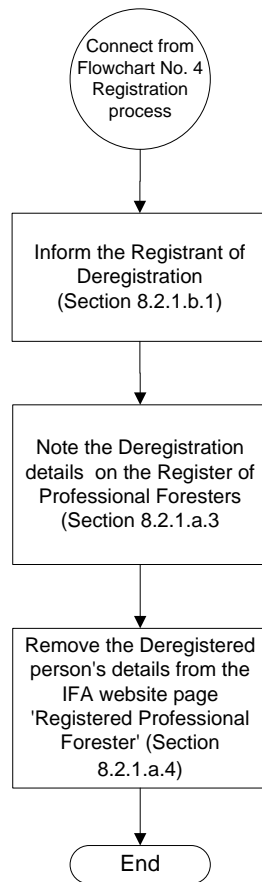 Connect from
Flowchart No. 4
Registration
process
Inform the Registrant of
Deregistration
(Section 8.2.1.b.1)
Note the Deregistration
details on the Register of
Professional Foresters
(Section 8.2.1.a.3
Remove the Deregistered
person's details from the
IFA website page
'Registered Professional
Forester' (Section
8.2.1.a.4)
End